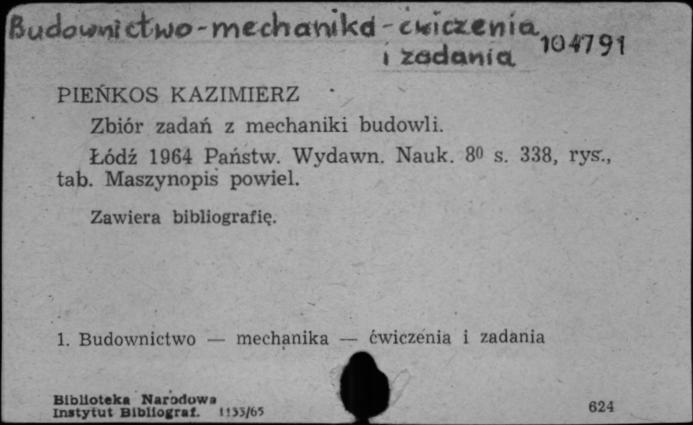 Budownictwo-mechanika-ćwiczenia
i zadania 104791
PIEŃKOS KAZIMIERZ
Zbiór zadań z mechaniki budowli.
Łódź 1964 Państw. Wydawn. Nauk. 8⁰ s. 338, rys.,
tab. Maszynopis powiel.
Zawiera bibliografię.
1. Budownictwo — mechanika — ćwiczenia i zadania
Biblioteka Narodowa
Instytut Bibliograf. 1133/65
624